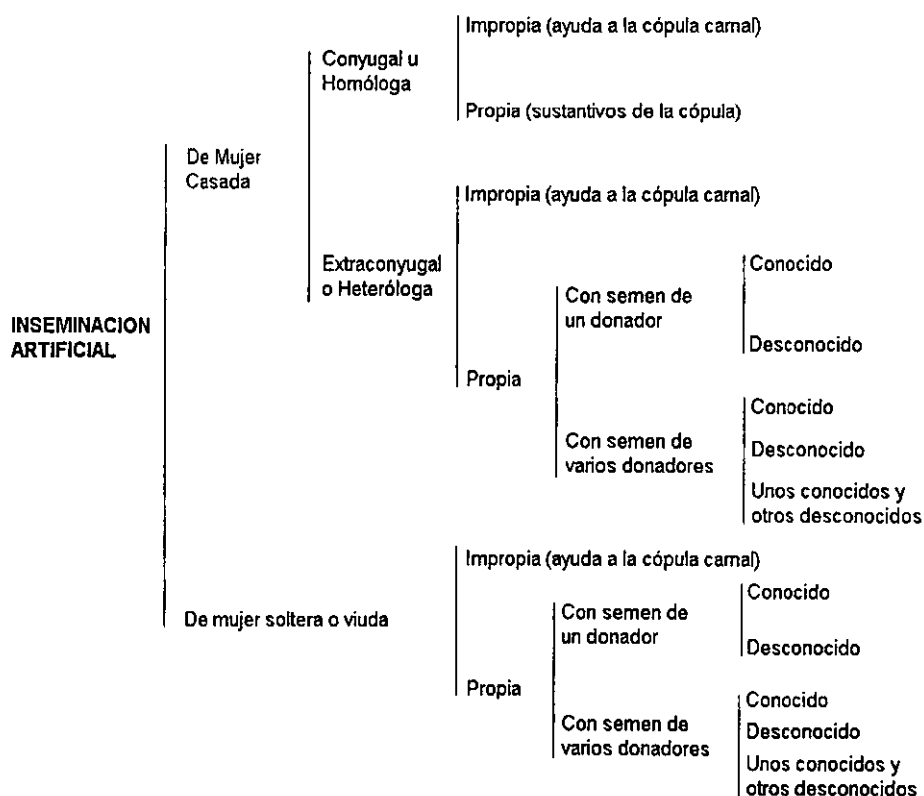 Impropia (ayuda a la cópula carnal)
Conyugal u
Homóloga
Propia (sustantivos de la cópula)
De Mujer
Casada
Impropia (ayuda a la cópula carnal)
Extraconyugal
o Heteróloga
Conocido
Con semen de
un donador
Desconocido
INSEMINACION
ARTIFICIAL
Propia
Conocido
Con semen de
varios donadores
Desconocido
Unos conocidos y
otros desconocidos
Impropia (ayuda a la cópula carnal)
De mujer soltera o viuda
Conocido
Con semen de
un donador
Desconocido
Propia
Conocido
Con semen de
varios donadores
Desconocido
Unos conocidos y
otros desconocidos